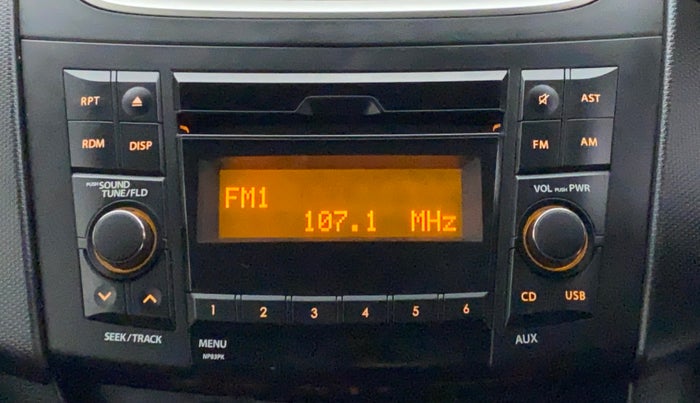 RPT
AST
RDM DISP
FM AM
PUSH SOUND
TUNE/FLD
VOL PUSH PWR
FM1
107.1 MHz
CD USB
1 2 3 4 5 6
SEEK/TRACK
MENU
AUX
NP83PK